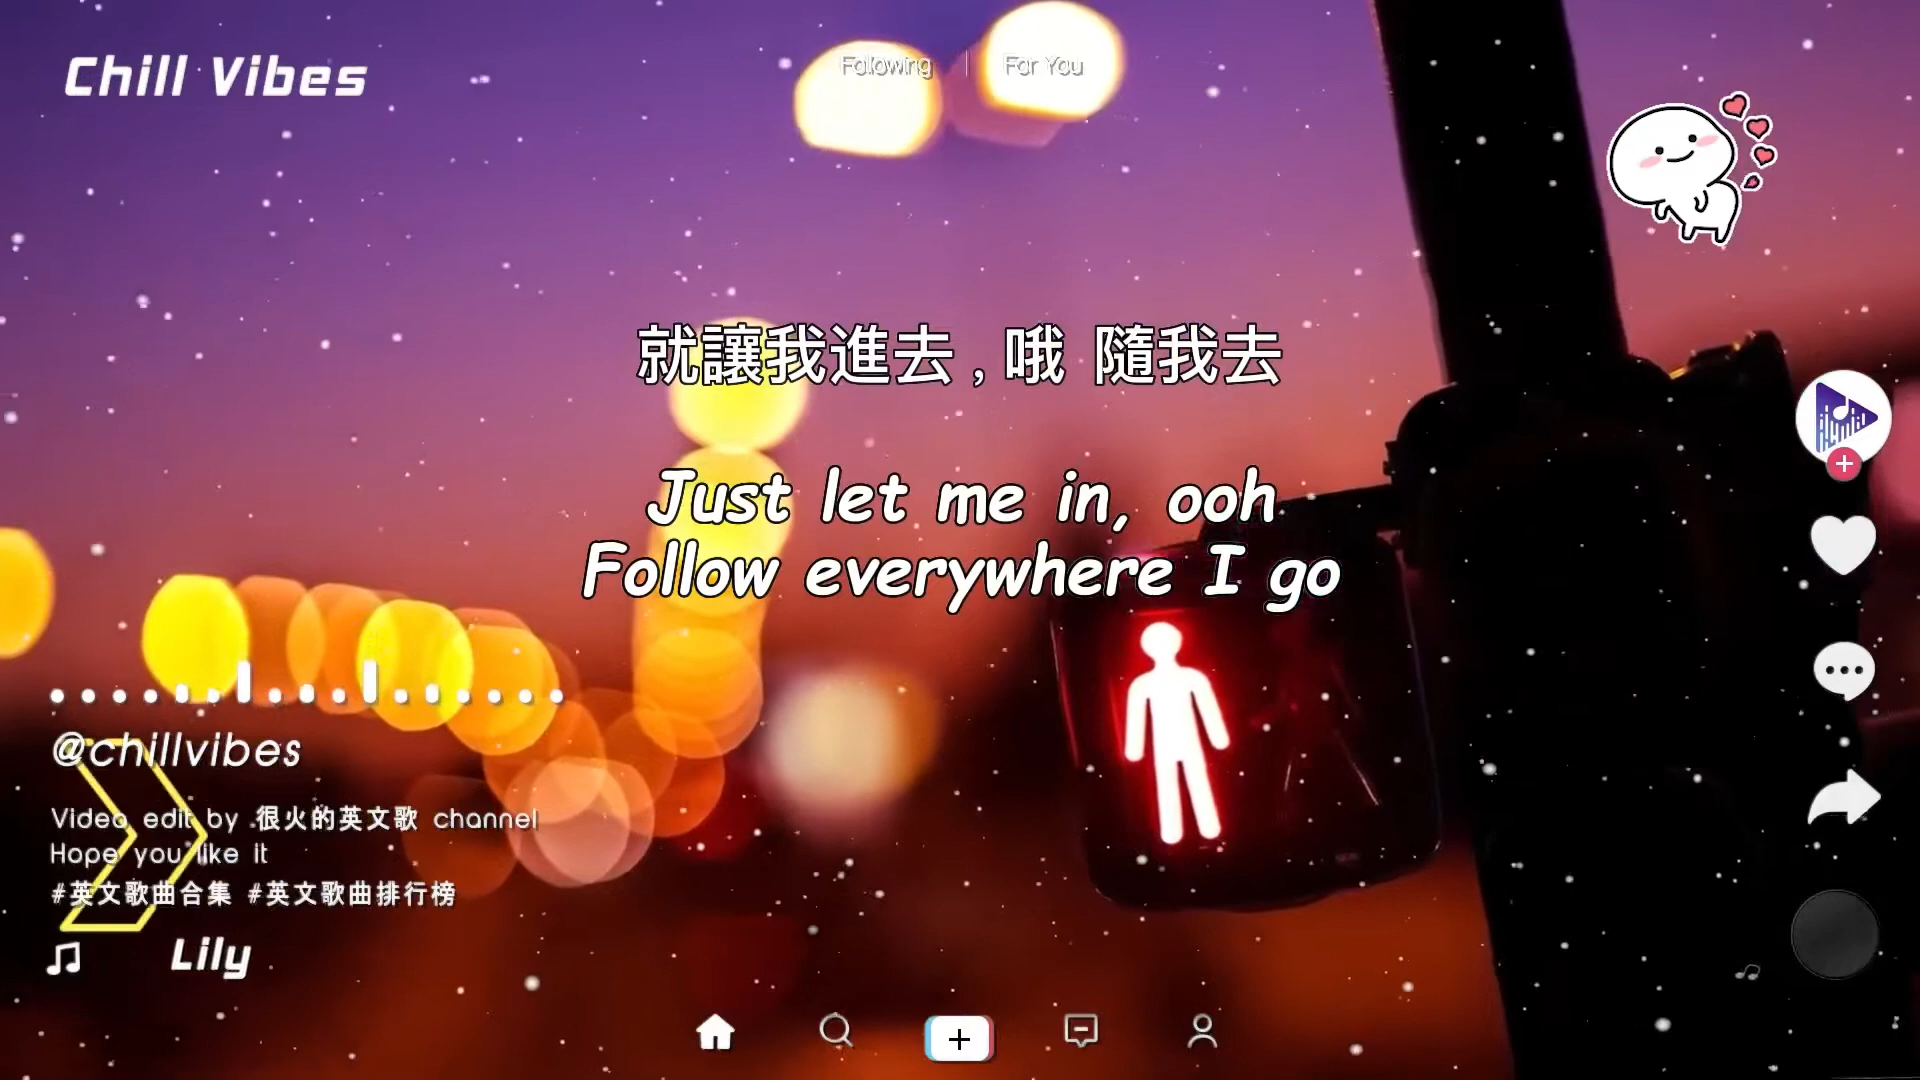 Chill Vibes
Following | For You
就讓我進去 , 哦 隨我去
Just let me in, ooh
Follow everywhere I go
@chillvibes
Video edit by 很火的英文歌 channel
Hope you like it
#英文歌曲合集 #英文歌曲排行榜
Lily